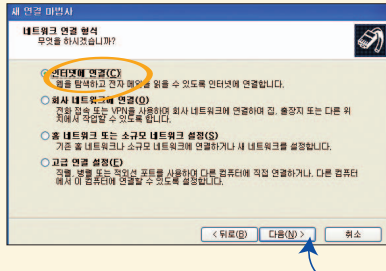 새 연결 마법사
네트워크 연결 형식
무엇을 하시겠습니까?
인터넷에 연결(C)
웹을 탐색하고 전자 메일을 읽을 수 있도록 인터넷에 연결합니다.
회사 네트워크에 연결(O)
전화 접속 또는 VPN을 사용하여 회사 네트워크에 연결하여 집, 출장지 또는 다른 위
치에서 작업할 수 있도록 합니다.
홈 네트워크 또는 소규모 네트워크 설정(S)
기존 홈 네트워크나 소규모 네트워크에 연결하거나 새 네트워크를 설정합니다.
고급 연결 설정(E)
직렬, 병렬 또는 적외선 포트를 사용하여 다른 컴퓨터에 직접 연결하거나, 다른 컴퓨터
에서 이 컴퓨터에 연결할 수 있도록 설정합니다.
< 뒤로(B) 다음(N) > 취소